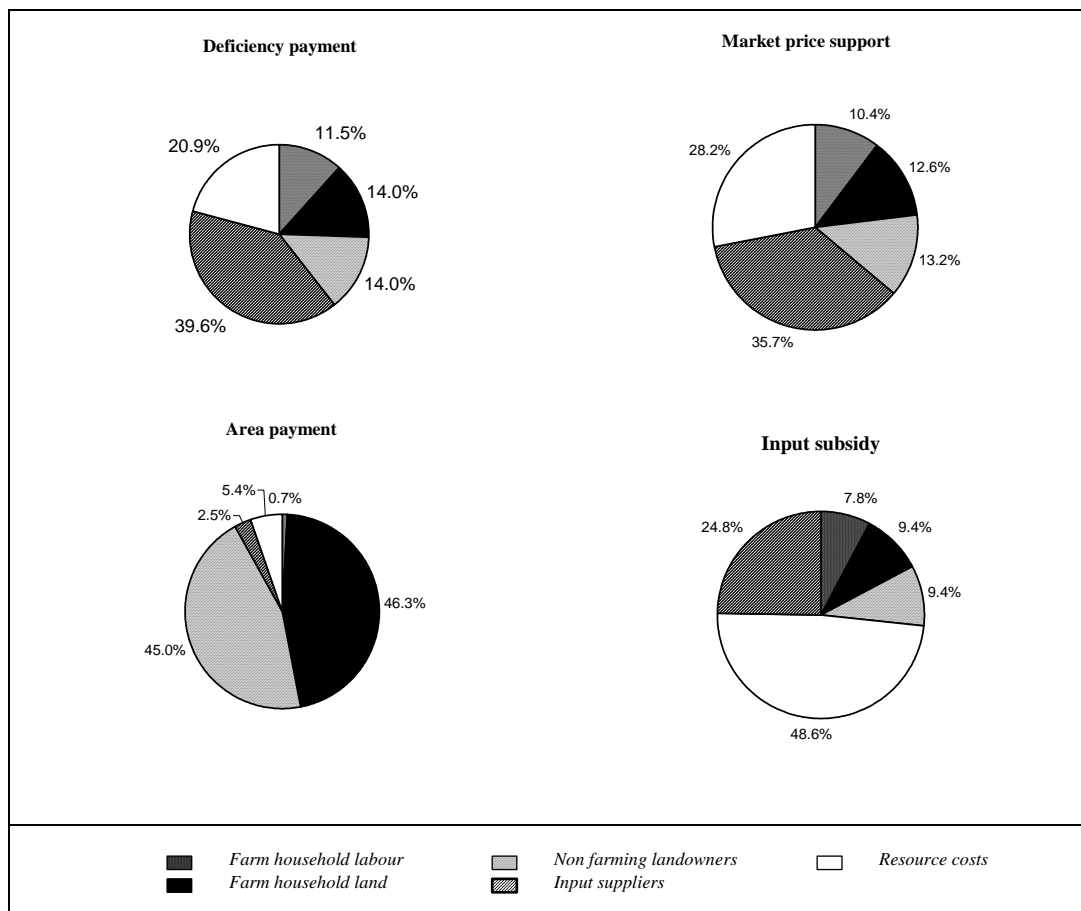 Deficiency payment
20.9%
11.5%
14.0%
14.0%
39.6%
Market price support
10.4%
28.2%
12.6%
13.2%
35.7%
Area payment
5.4%
0.7%
2.5%
46.3%
45.0%
Input subsidy
7.8%
24.8%
9.4%
9.4%
48.6%
Farm household labour
Non farming landowners
Resource costs
Farm household land
Input suppliers